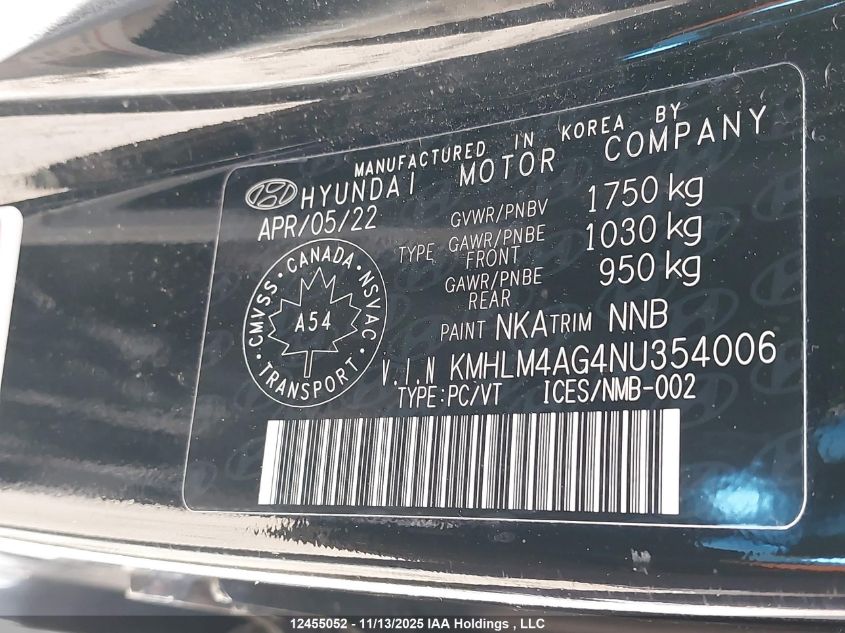 MANUFACTURED IN KOREA BY
HYUNDAI MOTOR COMPANY
APR/05/22
GVWR/PNBV 1750 kg
TYPE GAWR/PNBE FRONT 1030 kg
GAWR/PNBE REAR 950 kg
CMVSS • CANADA • NSVAC • TRANSPORT •
A54
PAINT NKA TRIM NNB
V.I.N KMHLM4AG4NU354006
TYPE:PC/VT ICES/NMB-002
12455052 - 11/13/2025 IAA Holdings , LLC